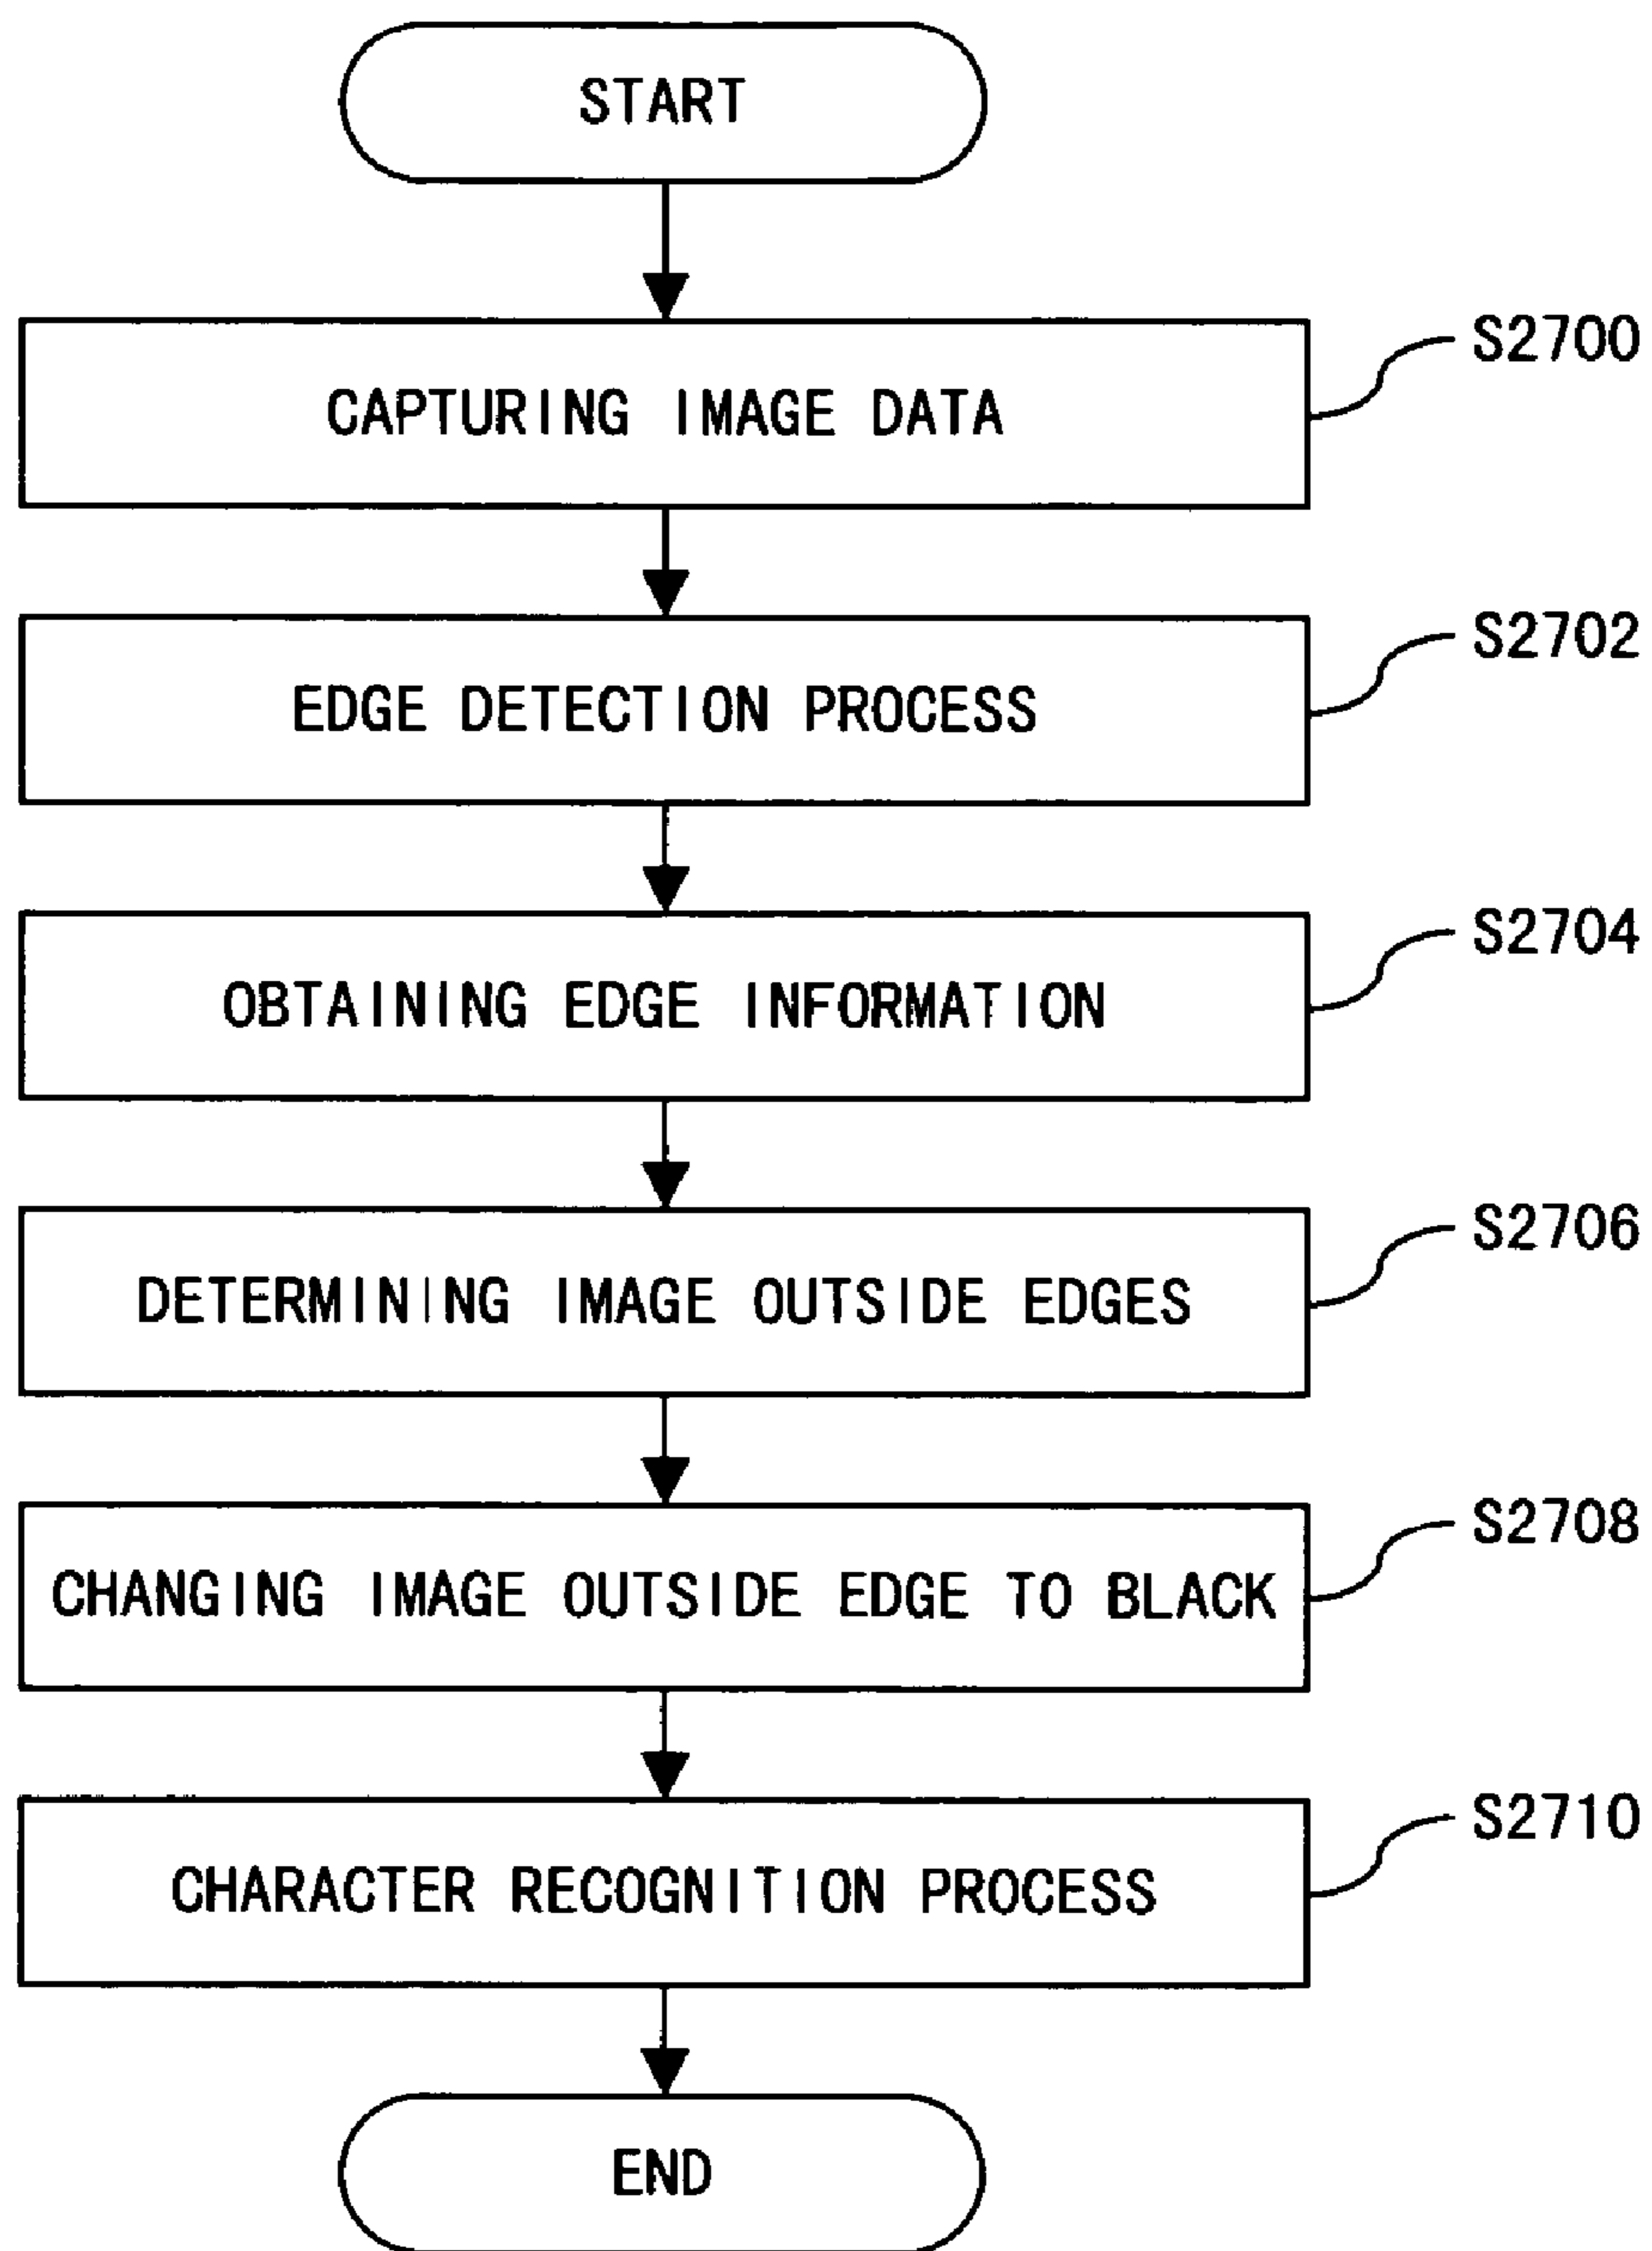 START
CAPTURING IMAGE DATA
S2700
EDGE DETECTION PROCESS
S2702
OBTAINING EDGE INFORMATION
S2704
DETERMINING IMAGE OUTSIDE EDGES
S2706
CHANGING IMAGE OUTSIDE EDGE TO BLACK
S2708
CHARACTER RECOGNITION PROCESS
S2710
END